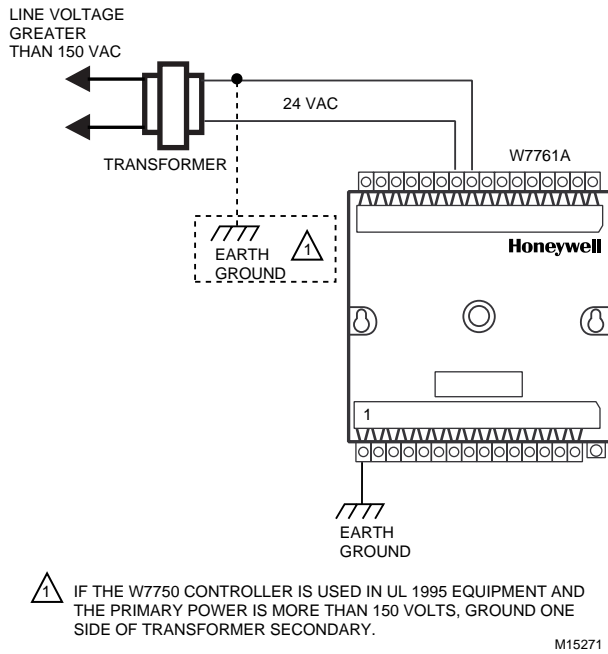 LINE VOLTAGE
GREATER
THAN 150 VAC
24 VAC
TRANSFORMER
W7761A
EARTH
GROUND
1
Honeywell
1
EARTH
GROUND
1
IF THE W7750 CONTROLLER IS USED IN UL 1995 EQUIPMENT AND
THE PRIMARY POWER IS MORE THAN 150 VOLTS, GROUND ONE
SIDE OF TRANSFORMER SECONDARY.
M15271